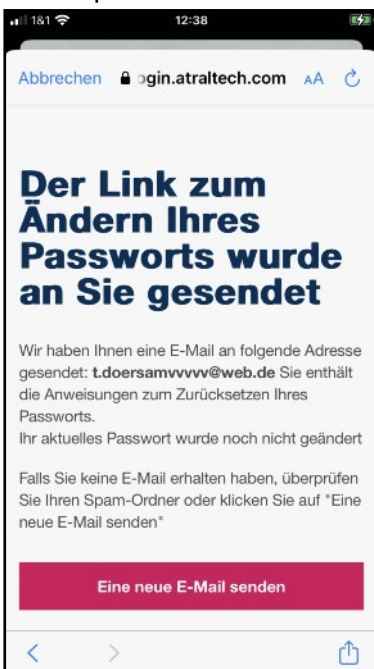 1&1 12:38
Abbrechen ogin.atraltech.com AA
Der Link zum
Ändern Ihres
Passworts wurde
an Sie gesendet
Wir haben Ihnen eine E-Mail an folgende Adresse
gesendet: t.doersamvvvvv@web.de Sie enthält
die Anweisungen zum Zurücksetzen Ihres
Passworts.
Ihr aktuelles Passwort wurde noch nicht geändert
Falls Sie keine E-Mail erhalten haben, überprüfen
Sie Ihren Spam-Ordner oder klicken Sie auf "Eine
neue E-Mail senden"
Eine neue E-Mail senden